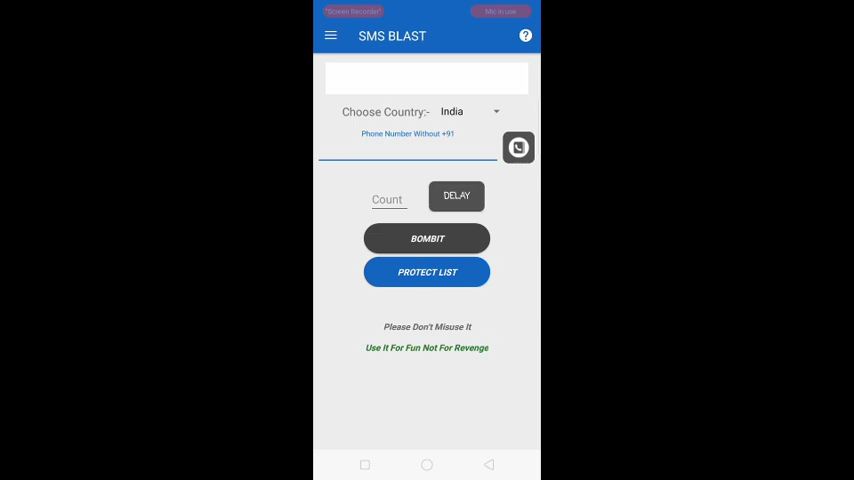 "Screen Recorder"
Mic in use
SMS BLAST
?
Choose Country:- India
Phone Number Without +91
Count
DELAY
BOMBIT
PROTECT LIST
Please Don't Misuse It
Use It For Fun Not For Revenge